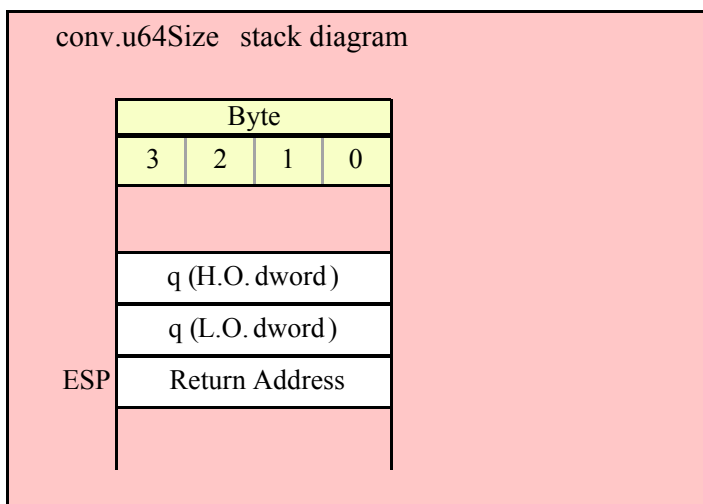 conv.u64Size stack diagram
Byte
3 2 1 0
q (H.O. dword)
q (L.O. dword)
ESP Return Address